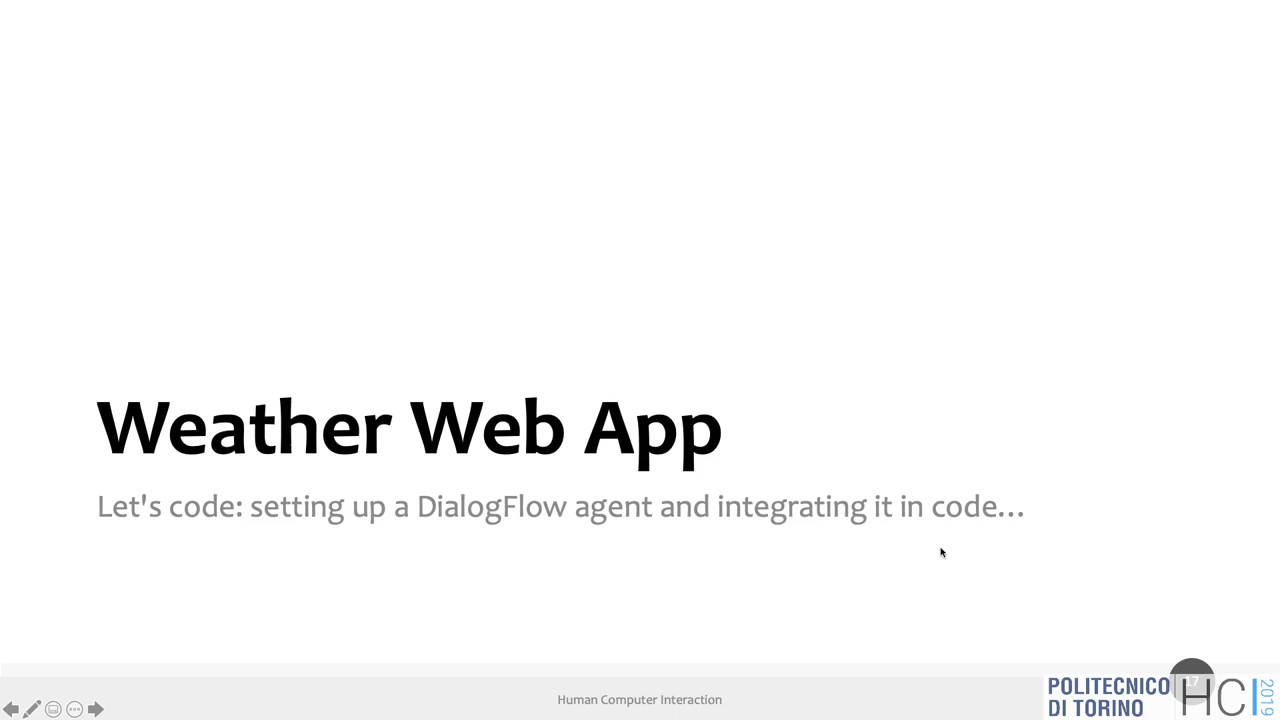 Weather Web App
Let's code: setting up a DialogFlow agent and integrating it in code...
Human Computer Interaction
POLITECNICO
DI TORINO
17
HCI
2019